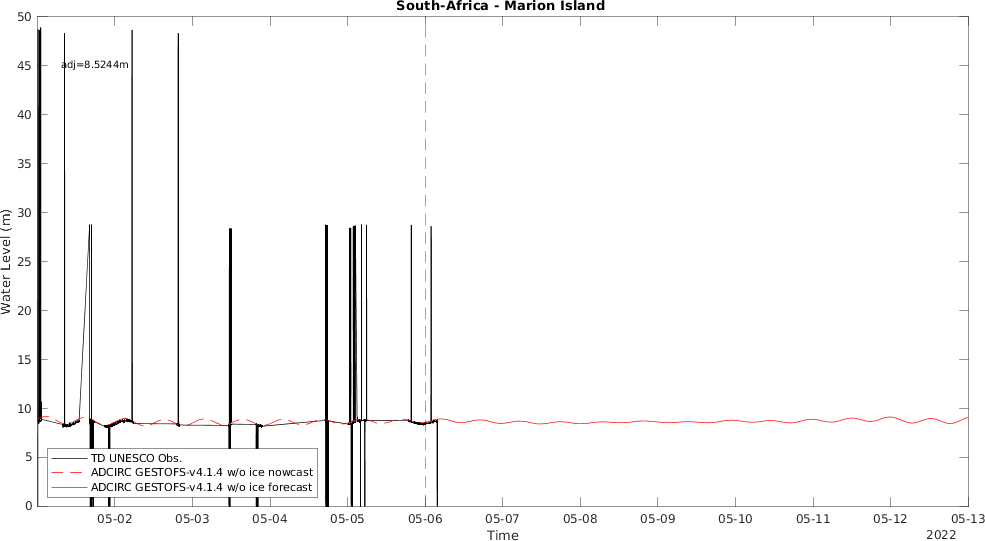 South-Africa - Marion Island
50
45
40
35
30
25
20
15
10
5
0
Water Level (m)
adj=8.5244m
TD UNESCO Obs.
ADCIRC GESTOFS-v4.1.4 w/o ice nowcast
ADCIRC GESTOFS-v4.1.4 w/o ice forecast
05-02 05-03 05-04 05-05 05-06 05-07 05-08 05-09 05-10 05-11 05-12 05-13
Time
2022